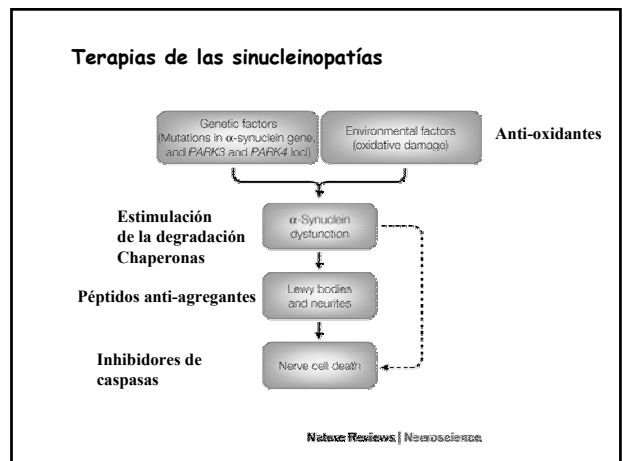 Terapias de las sinucleinopatías
Genetic factors
(Mutations in α-synuclein gene,
and PARK3 and PARK4 loci)
Environmental factors
(oxidative damage)
Anti-oxidantes
Estimulación
de la degradación
Chaperonas
α-Synuclein
dysfunction
Péptidos anti-agregantes
Lewy bodies
and neurites
Inhibidores de
caspasas
Nerve cell death
Nature Reviews | Neuroscience